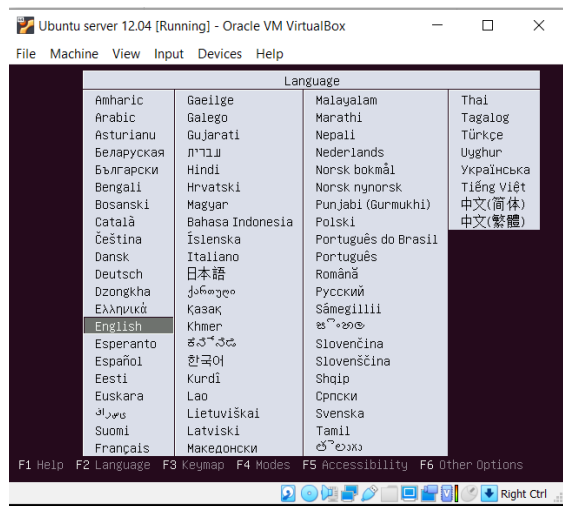 Ubuntu server 12.04 [Running] - Oracle VM VirtualBox
File Machine View Input Devices Help
Language
Amharic
Arabic
Asturianu
Беларуская
Български
Bengali
Bosanski
Català
Čeština
Dansk
Deutsch
Dzongkha
Ελληνικά
English
Esperanto
Español
Eesti
Euskara
فارسی
Suomi
Français
Gaeilge
Galego
Gujarati
עברית
Hindi
Hrvatski
Magyar
Bahasa Indonesia
Íslenska
Italiano
日本語
ქართული
Қазақ
Khmer
ಕನ್ನಡ
한국어
Kurdî
Lao
Lietuviškai
Latviski
Македонски
Malayalam
Marathi
Nepali
Nederlands
Norsk bokmål
Norsk nynorsk
Punjabi (Gurmukhi)
Polski
Português do Brasil
Português
Română
Русский
Sámegillii
සිංහල
Slovenčina
Slovenščina
Shqip
Српски
Svenska
Tamil
తెలుగు
Thai
Tagalog
Türkçe
Uyghur
Українська
Tiếng Việt
中文(简体)
中文(繁體)
F1 Help F2 Language F3 Keymap F4 Modes F5 Accessibility F6 Other Options
Right Ctrl